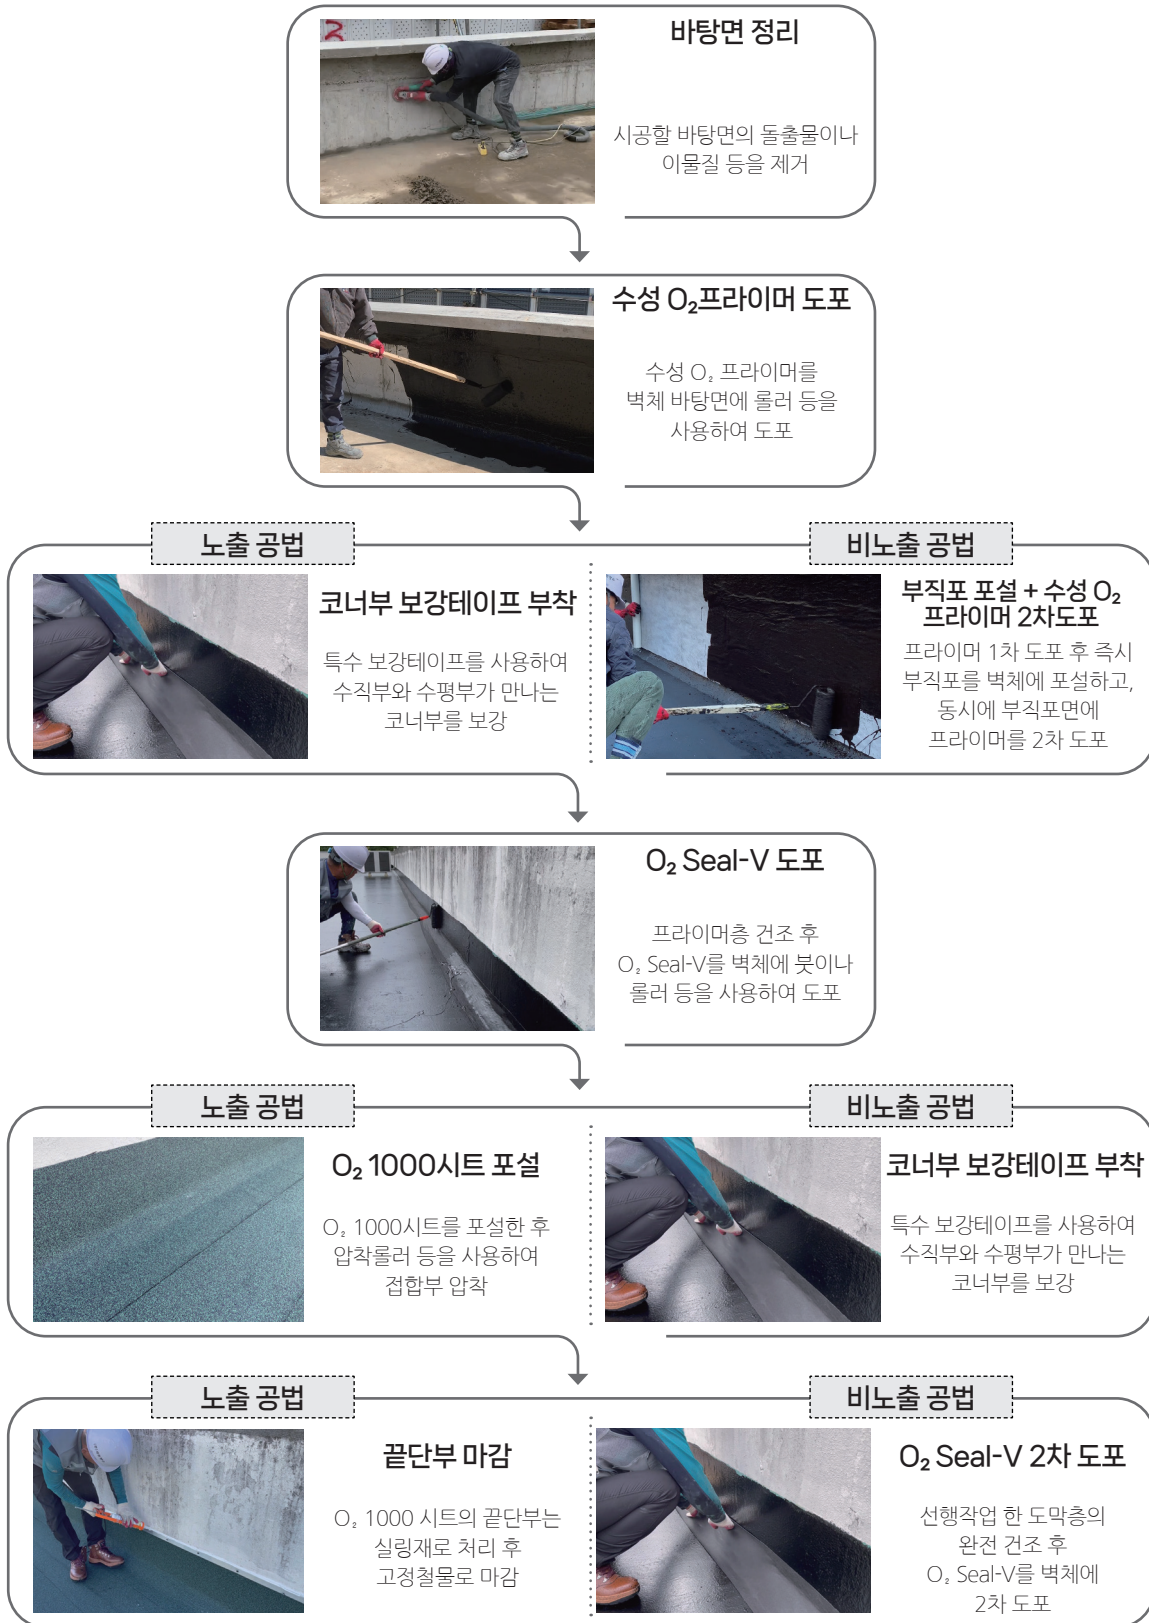 바탕면 정리
시공할 바탕면의 돌출물이나
이물질 등을 제거
수성 O₂프라이머 도포
수성 O₂ 프라이머를
벽체 바탕면에 롤러 등을
사용하여 도포
노출 공법
코너부 보강테이프 부착
특수 보강테이프를 사용하여
수직부와 수평부가 만나는
코너부를 보강
비노출 공법
부직포 포설 + 수성 O₂
프라이머 2차도포
프라이머 1차 도포 후 즉시
부직포를 벽체에 포설하고,
동시에 부직포면에
프라이머를 2차 도포
O₂ Seal-V 도포
프라이머층 건조 후
O₂ Seal-V를 벽체에 붓이나
롤러 등을 사용하여 도포
노출 공법
O₂ 1000시트 포설
O₂ 1000시트를 포설한 후
압착롤러 등을 사용하여
접합부 압착
비노출 공법
코너부 보강테이프 부착
특수 보강테이프를 사용하여
수직부와 수평부가 만나는
코너부를 보강
노출 공법
끝단부 마감
O₂ 1000 시트의 끝단부는
실링재로 처리 후
고정철물로 마감
비노출 공법
O₂ Seal-V 2차 도포
선행작업 한 도막층의
완전 건조 후
O₂ Seal-V를 벽체에
2차 도포